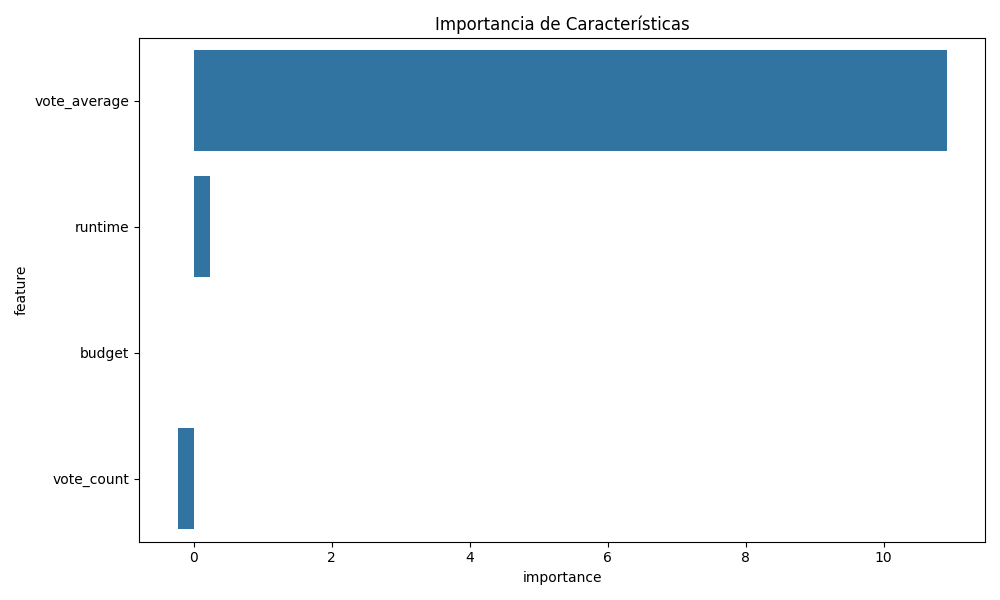 Importancia de Características
vote_average
runtime
budget
vote_count
feature
0 2 4 6 8 10
importance